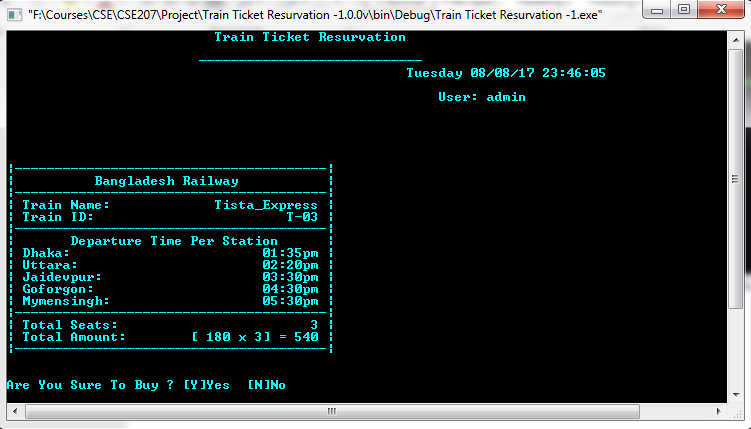 "F:\Courses\CSE\CSE207\Project\Train Ticket Resurvation -1.0.0v\bin\Debug\Train Ticket Resurvation -1.exe"
Train Ticket Resurvation
Tuesday 08/08/17 23:46:05
User: admin
Bangladesh Railway
Train Name: Tista_Express
Train ID: T-03
Departure Time Per Station
Dhaka: 01:35pm
Uttara: 02:20pm
Jaidevpur: 03:30pm
Goforgon: 04:30pm
Mymensingh: 05:30pm
Total Seats: 3
Total Amount: [ 180 x 3] = 540
Are You Sure To Buy ? [Y]Yes [N]No